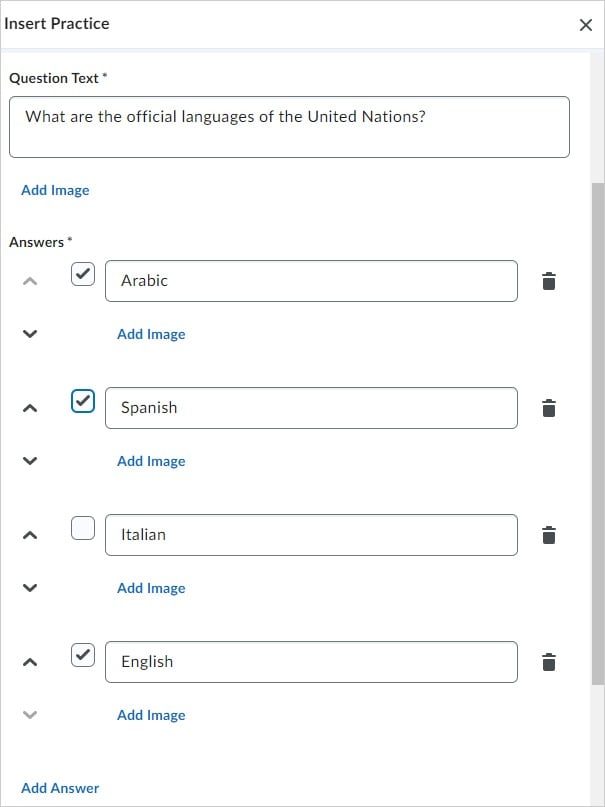 Insert Practice
Question Text *
What are the official languages of the United Nations?
Add Image
Answers *
Arabic
Add Image
Spanish
Add Image
Italian
Add Image
English
Add Image
Add Answer